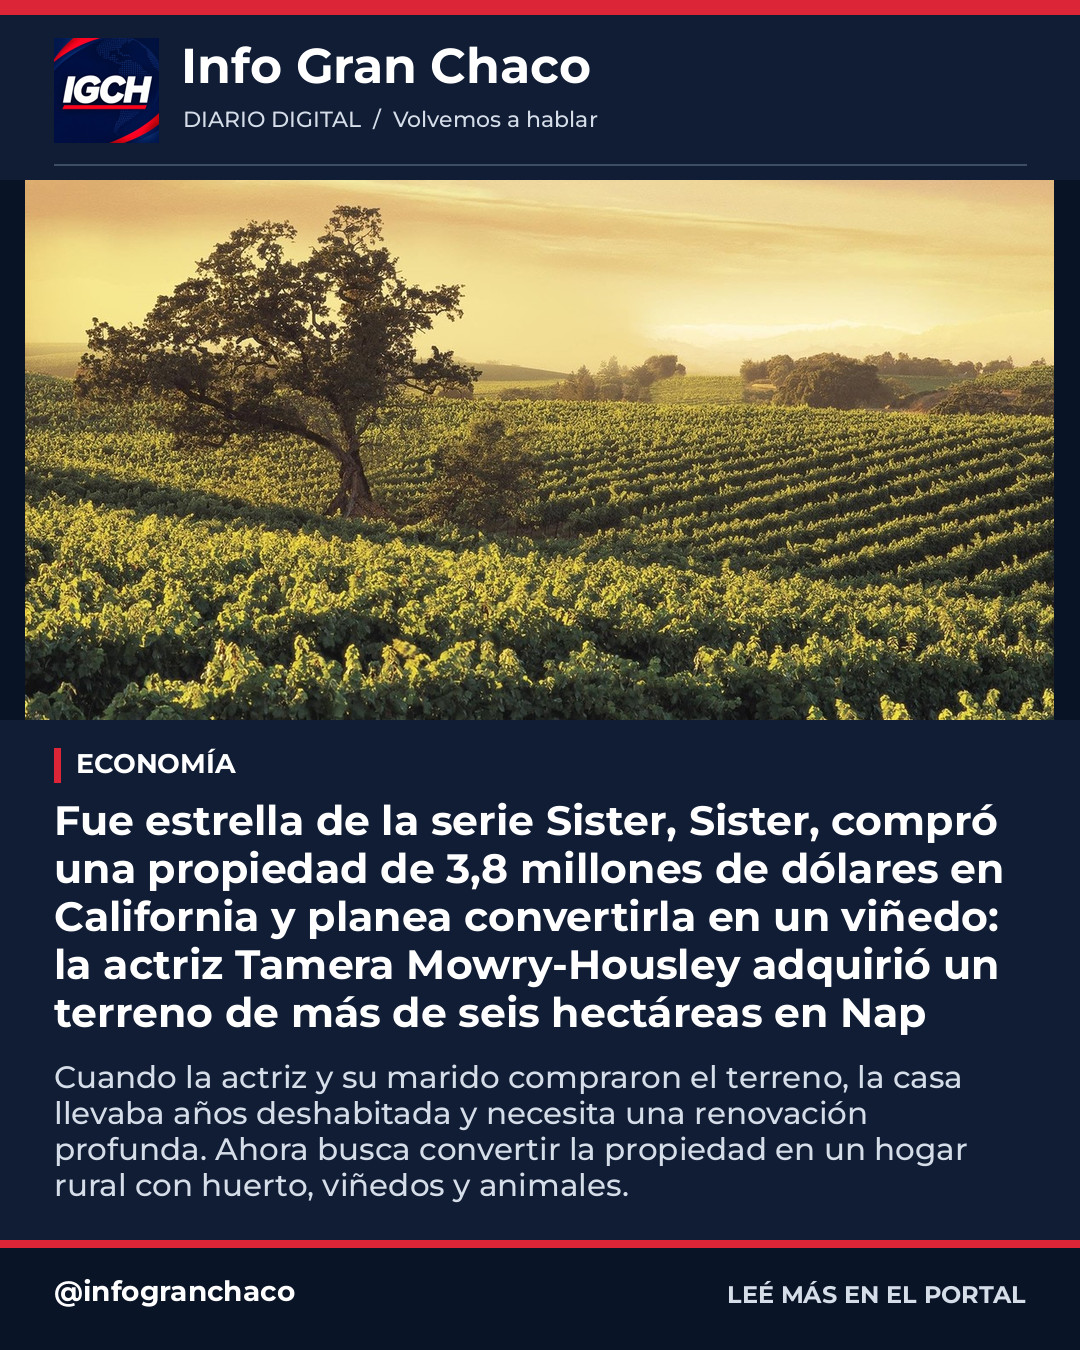 IGCH
Info Gran Chaco
DIARIO DIGITAL / Volvemos a hablar
ECONOMÍA
Fue estrella de la serie Sister, Sister, compró
una propiedad de 3,8 millones de dólares en
California y planea convertirla en un viñedo:
la actriz Tamera Mowry-Housley adquirió un
terreno de más de seis hectáreas en Nap
Cuando la actriz y su marido compraron el terreno, la casa
llevaba años deshabitada y necesita una renovación
profunda. Ahora busca convertir la propiedad en un hogar
rural con huerto, viñedos y animales.
@infogranchaco
LEÉ MÁS EN EL PORTAL